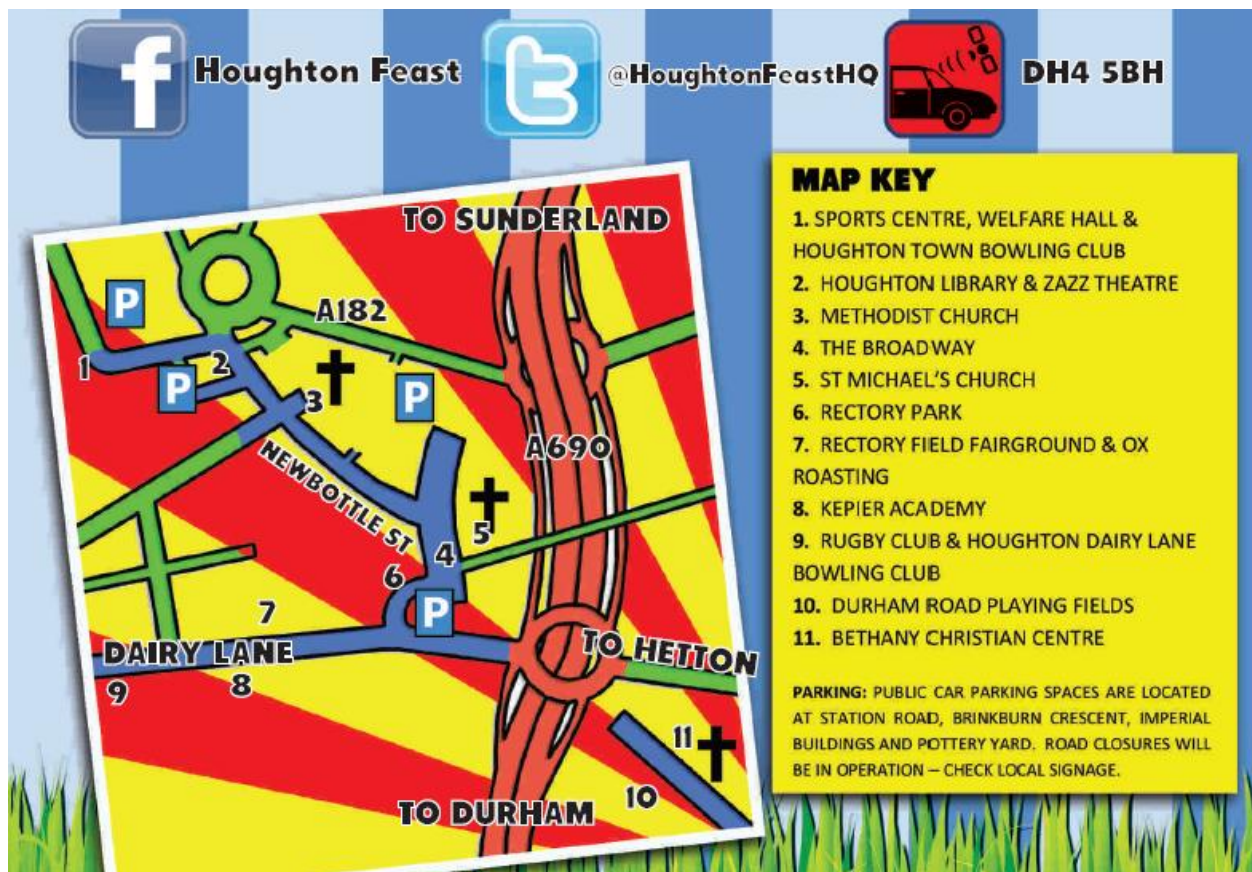 f Houghton Feast
t @HoughtonFeastHQ
DH4 5BH
TO SUNDERLAND
P
A182
1
2
P
3
P
A690
NEWBOTTLE ST
5
4
6
P
7
TO HETTON
DAIRY LANE
9
8
11
10
TO DURHAM
MAP KEY
1. SPORTS CENTRE, WELFARE HALL &
HOUGHTON TOWN BOWLING CLUB
2. HOUGHTON LIBRARY & ZAZZ THEATRE
3. METHODIST CHURCH
4. THE BROADWAY
5. ST MICHAEL'S CHURCH
6. RECTORY PARK
7. RECTORY FIELD FAIRGROUND & OX
ROASTING
8. KEPIER ACADEMY
9. RUGBY CLUB & HOUGHTON DAIRY LANE
BOWLING CLUB
10. DURHAM ROAD PLAYING FIELDS
11. BETHANY CHRISTIAN CENTRE
PARKING: PUBLIC CAR PARKING SPACES ARE LOCATED
AT STATION ROAD, BRINKBURN CRESCENT, IMPERIAL
BUILDINGS AND POTTERY YARD. ROAD CLOSURES WILL
BE IN OPERATION – CHECK LOCAL SIGNAGE.